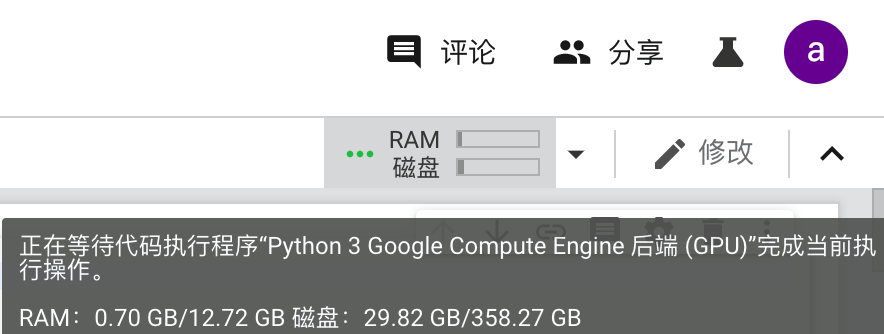 评论 分享 a
RAM
磁盘
修改
正在等待代码执行程序“Python 3 Google Compute Engine 后端 (GPU)”完成当前执
行操作。
RAM：0.70 GB/12.72 GB 磁盘：29.82 GB/358.27 GB